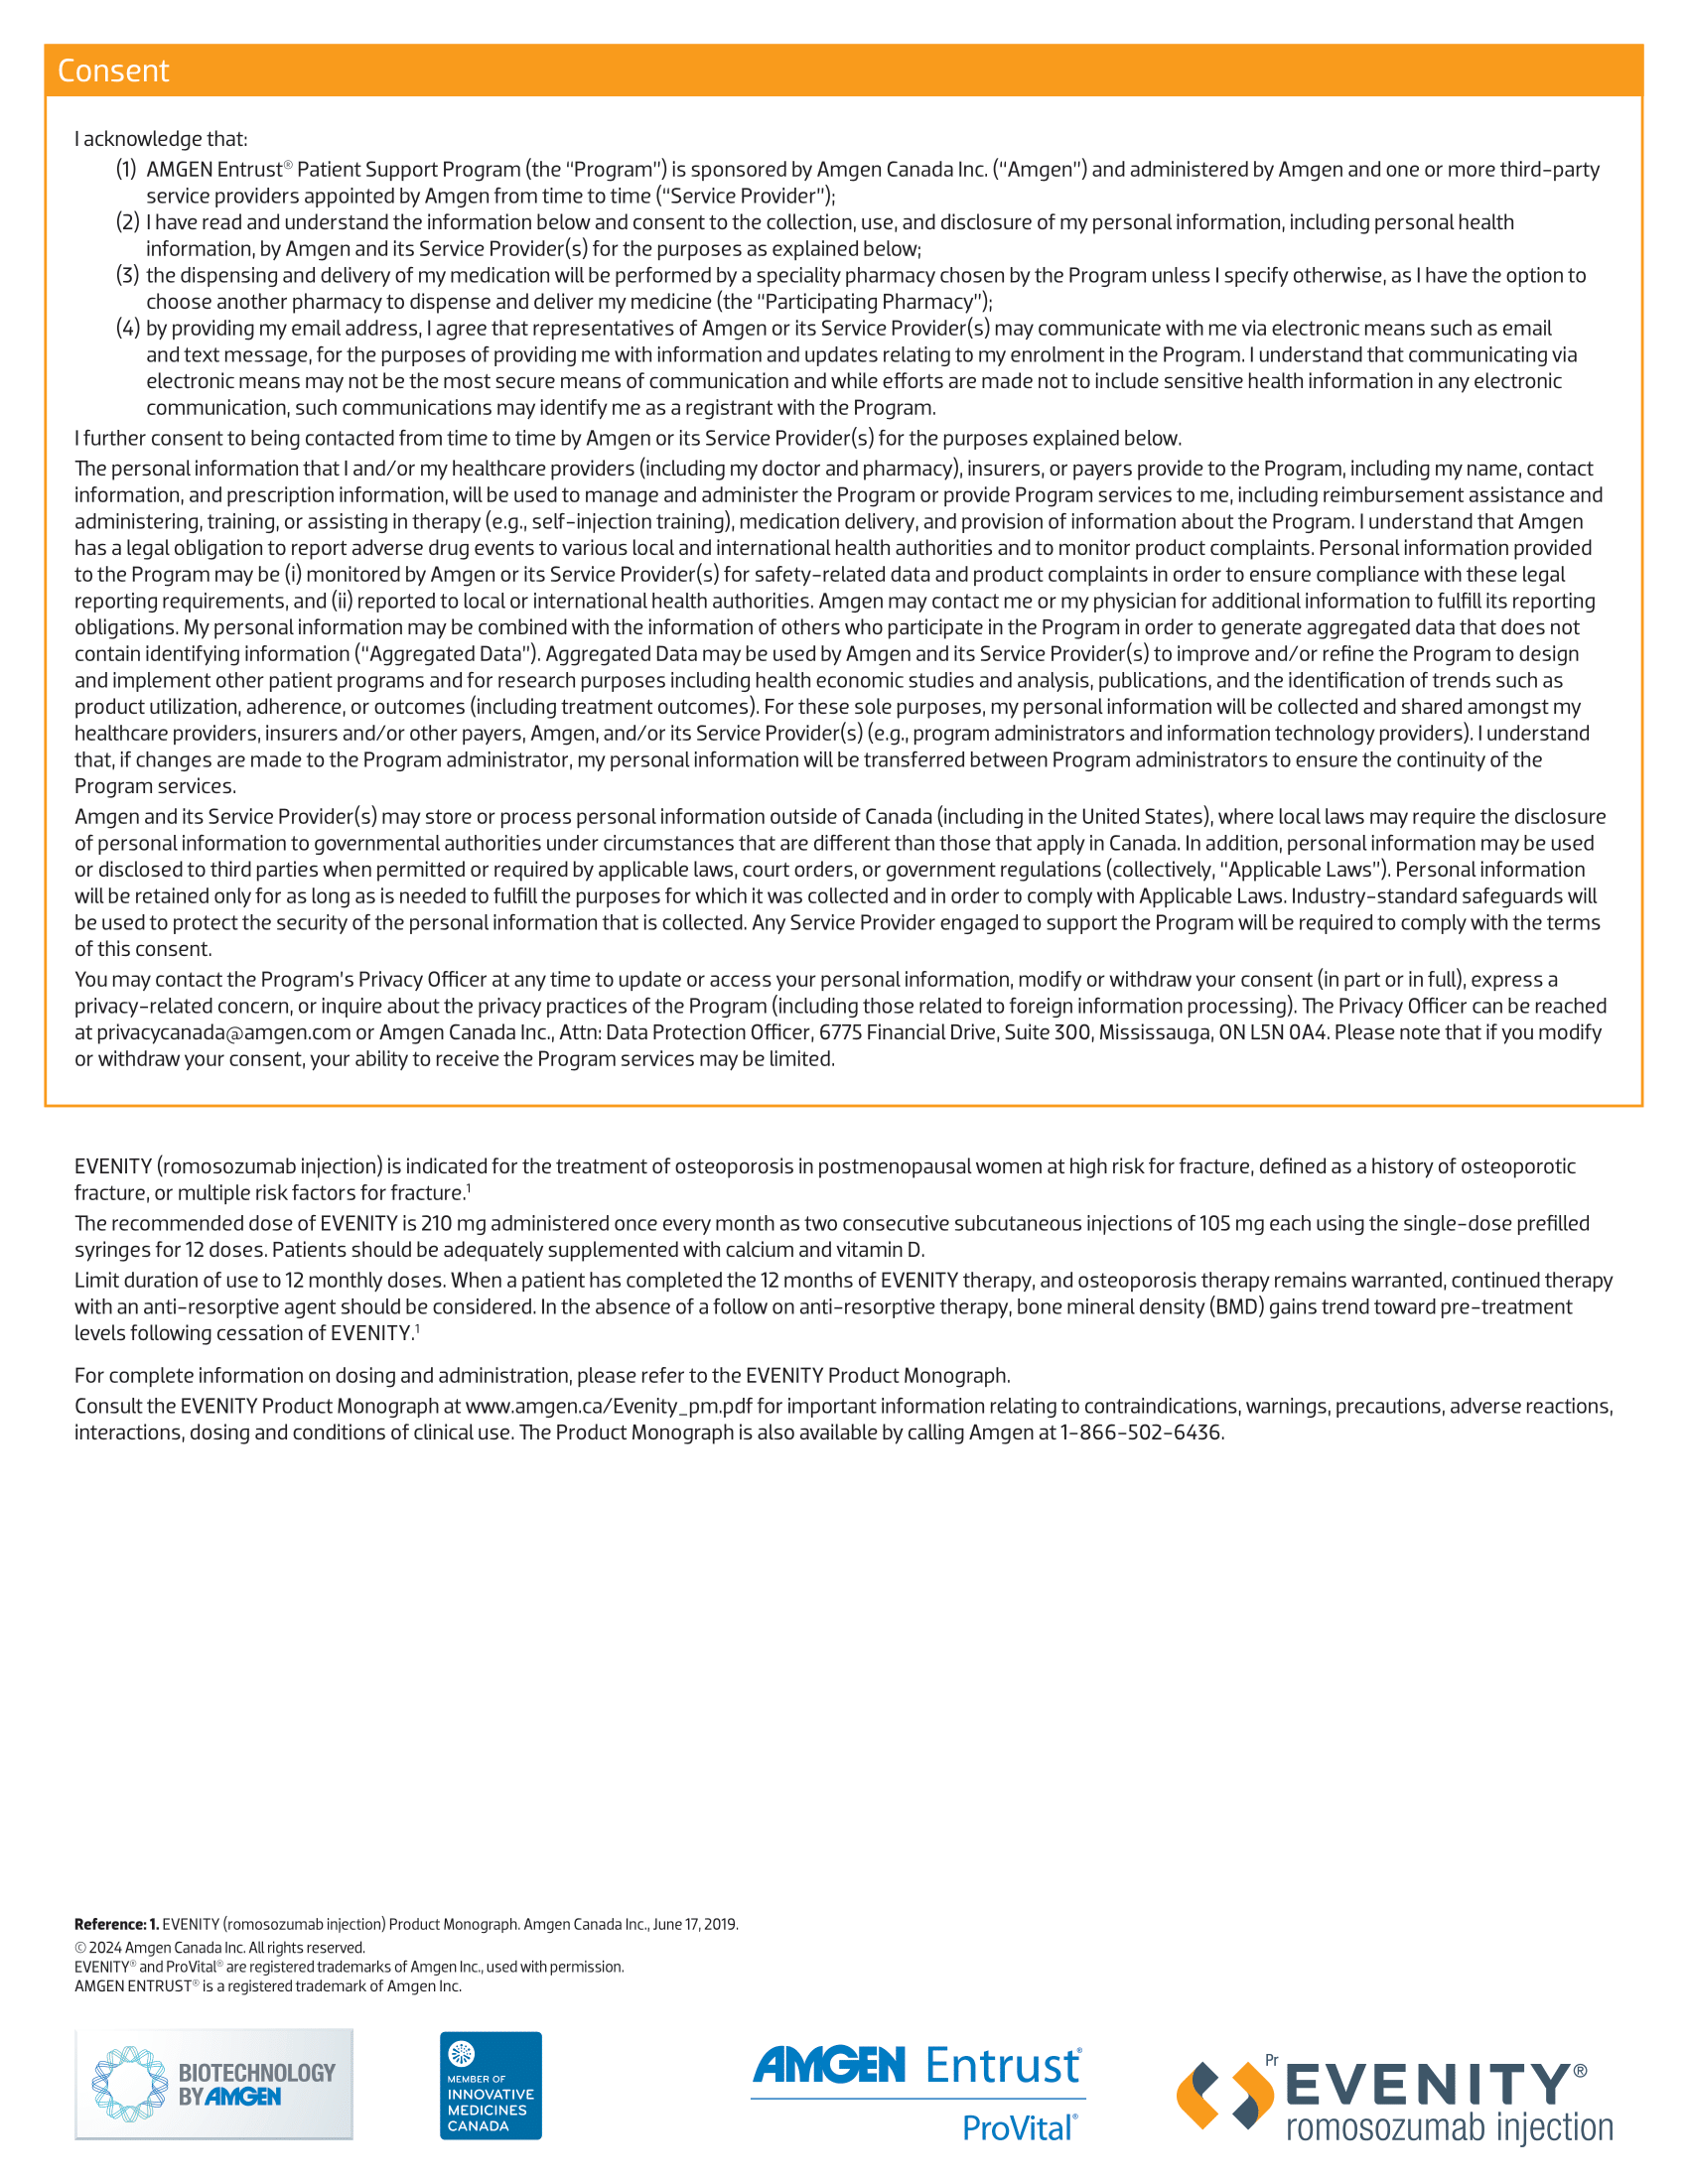 Consent
I acknowledge that:
(1) AMGEN Entrust® Patient Support Program (the “Program”) is sponsored by Amgen Canada Inc. (“Amgen”) and administered by Amgen and one or more third-party
service providers appointed by Amgen from time to time (“Service Provider”);
(2) I have read and understand the information below and consent to the collection, use, and disclosure of my personal information, including personal health
information, by Amgen and its Service Provider(s) for the purposes as explained below;
(3) the dispensing and delivery of my medication will be performed by a speciality pharmacy chosen by the Program unless I specify otherwise, as I have the option to
choose another pharmacy to dispense and deliver my medicine (the “Participating Pharmacy”);
(4) by providing my email address, I agree that representatives of Amgen or its Service Provider(s) may communicate with me via electronic means such as email
and text message, for the purposes of providing me with information and updates relating to my enrolment in the Program. I understand that communicating via
electronic means may not be the most secure means of communication and while efforts are made not to include sensitive health information in any electronic
communication, such communications may identify me as a registrant with the Program.
I further consent to being contacted from time to time by Amgen or its Service Provider(s) for the purposes explained below.
The personal information that I and/or my healthcare providers (including my doctor and pharmacy), insurers, or payers provide to the Program, including my name, contact
information, and prescription information, will be used to manage and administer the Program or provide Program services to me, including reimbursement assistance and
administering, training, or assisting in therapy (e.g., self-injection training), medication delivery, and provision of information about the Program. I understand that Amgen
has a legal obligation to report adverse drug events to various local and international health authorities and to monitor product complaints. Personal information provided
to the Program may be (i) monitored by Amgen or its Service Provider(s) for safety-related data and product complaints in order to ensure compliance with these legal
reporting requirements, and (ii) reported to local or international health authorities. Amgen may contact me or my physician for additional information to fulfill its reporting
obligations. My personal information may be combined with the information of others who participate in the Program in order to generate aggregated data that does not
contain identifying information (“Aggregated Data”). Aggregated Data may be used by Amgen and its Service Provider(s) to improve and/or refine the Program to design
and implement other patient programs and for research purposes including health economic studies and analysis, publications, and the identification of trends such as
product utilization, adherence, or outcomes (including treatment outcomes). For these sole purposes, my personal information will be collected and shared amongst my
healthcare providers, insurers and/or other payers, Amgen, and/or its Service Provider(s) (e.g., program administrators and information technology providers). I understand
that, if changes are made to the Program administrator, my personal information will be transferred between Program administrators to ensure the continuity of the
Program services.
Amgen and its Service Provider(s) may store or process personal information outside of Canada (including in the United States), where local laws may require the disclosure
of personal information to governmental authorities under circumstances that are different than those that apply in Canada. In addition, personal information may be used
or disclosed to third parties when permitted or required by applicable laws, court orders, or government regulations (collectively, “Applicable Laws”). Personal information
will be retained only for as long as is needed to fulfill the purposes for which it was collected and in order to comply with Applicable Laws. Industry-standard safeguards will
be used to protect the security of the personal information that is collected. Any Service Provider engaged to support the Program will be required to comply with the terms
of this consent.
You may contact the Program's Privacy Officer at any time to update or access your personal information, modify or withdraw your consent (in part or in full), express a
privacy-related concern, or inquire about the privacy practices of the Program (including those related to foreign information processing). The Privacy Officer can be reached
at privacycanada@amgen.com or Amgen Canada Inc., Attn: Data Protection Officer, 6775 Financial Drive, Suite 300, Mississauga, ON L5N 0A4. Please note that if you modify
or withdraw your consent, your ability to receive the Program services may be limited.
EVENITY (romosozumab injection) is indicated for the treatment of osteoporosis in postmenopausal women at high risk for fracture, defined as a history of osteoporotic
fracture, or multiple risk factors for fracture.¹
The recommended dose of EVENITY is 210 mg administered once every month as two consecutive subcutaneous injections of 105 mg each using the single-dose prefilled
syringes for 12 doses. Patients should be adequately supplemented with calcium and vitamin D.
Limit duration of use to 12 monthly doses. When a patient has completed the 12 months of EVENITY therapy, and osteoporosis therapy remains warranted, continued therapy
with an anti-resorptive agent should be considered. In the absence of a follow on anti-resorptive therapy, bone mineral density (BMD) gains trend toward pre-treatment
levels following cessation of EVENITY.¹
For complete information on dosing and administration, please refer to the EVENITY Product Monograph.
Consult the EVENITY Product Monograph at www.amgen.ca/Evenity_pm.pdf for important information relating to contraindications, warnings, precautions, adverse reactions,
interactions, dosing and conditions of clinical use. The Product Monograph is also available by calling Amgen at 1-866-502-6436.
Reference: 1. EVENITY (romosozumab injection) Product Monograph. Amgen Canada Inc., June 17, 2019.
© 2024 Amgen Canada Inc. All rights reserved.
EVENITY® and ProVital® are registered trademarks of Amgen Inc., used with permission.
AMGEN ENTRUST® is a registered trademark of Amgen Inc.
BIOTECHNOLOGY
BY AMGEN
MEMBER OF
INNOVATIVE
MEDICINES
CANADA
AMGEN Entrust®
ProVital®
Pr EVENITY®
romosozumab injection